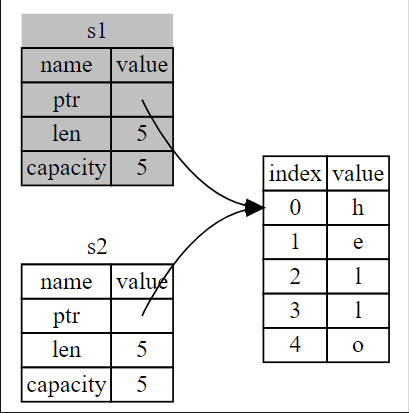 s1
name value
ptr
len 5
capacity 5
s2
name value
ptr
len 5
capacity 5
index value
0 h
1 e
2 l
3 l
4 o